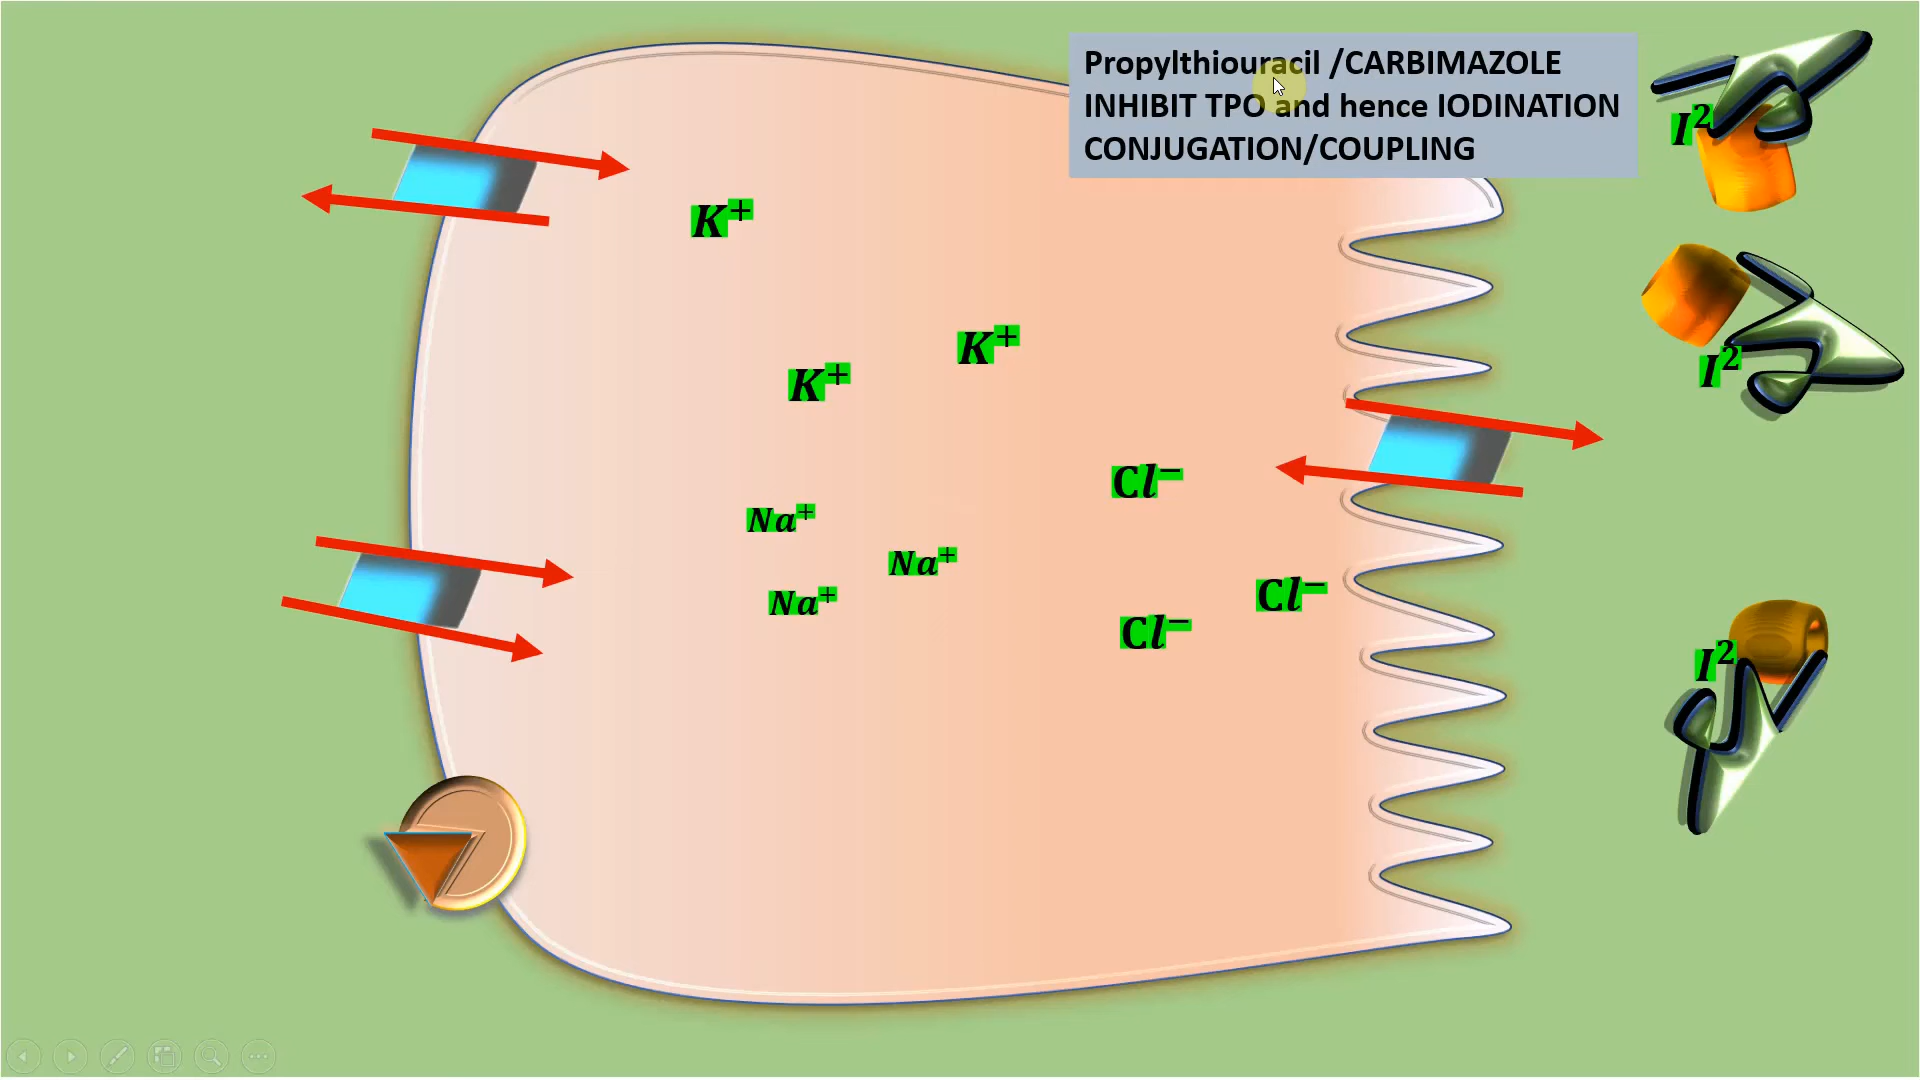 Propylthiouracil /CARBIMAZOLE
INHIBIT TPO and hence IODINATION
CONJUGATION/COUPLING
I²
K⁺
K⁺
I²
K⁺
Cl⁻
Na⁺
Na⁺
Cl⁻
Na⁺
Cl⁻
I²